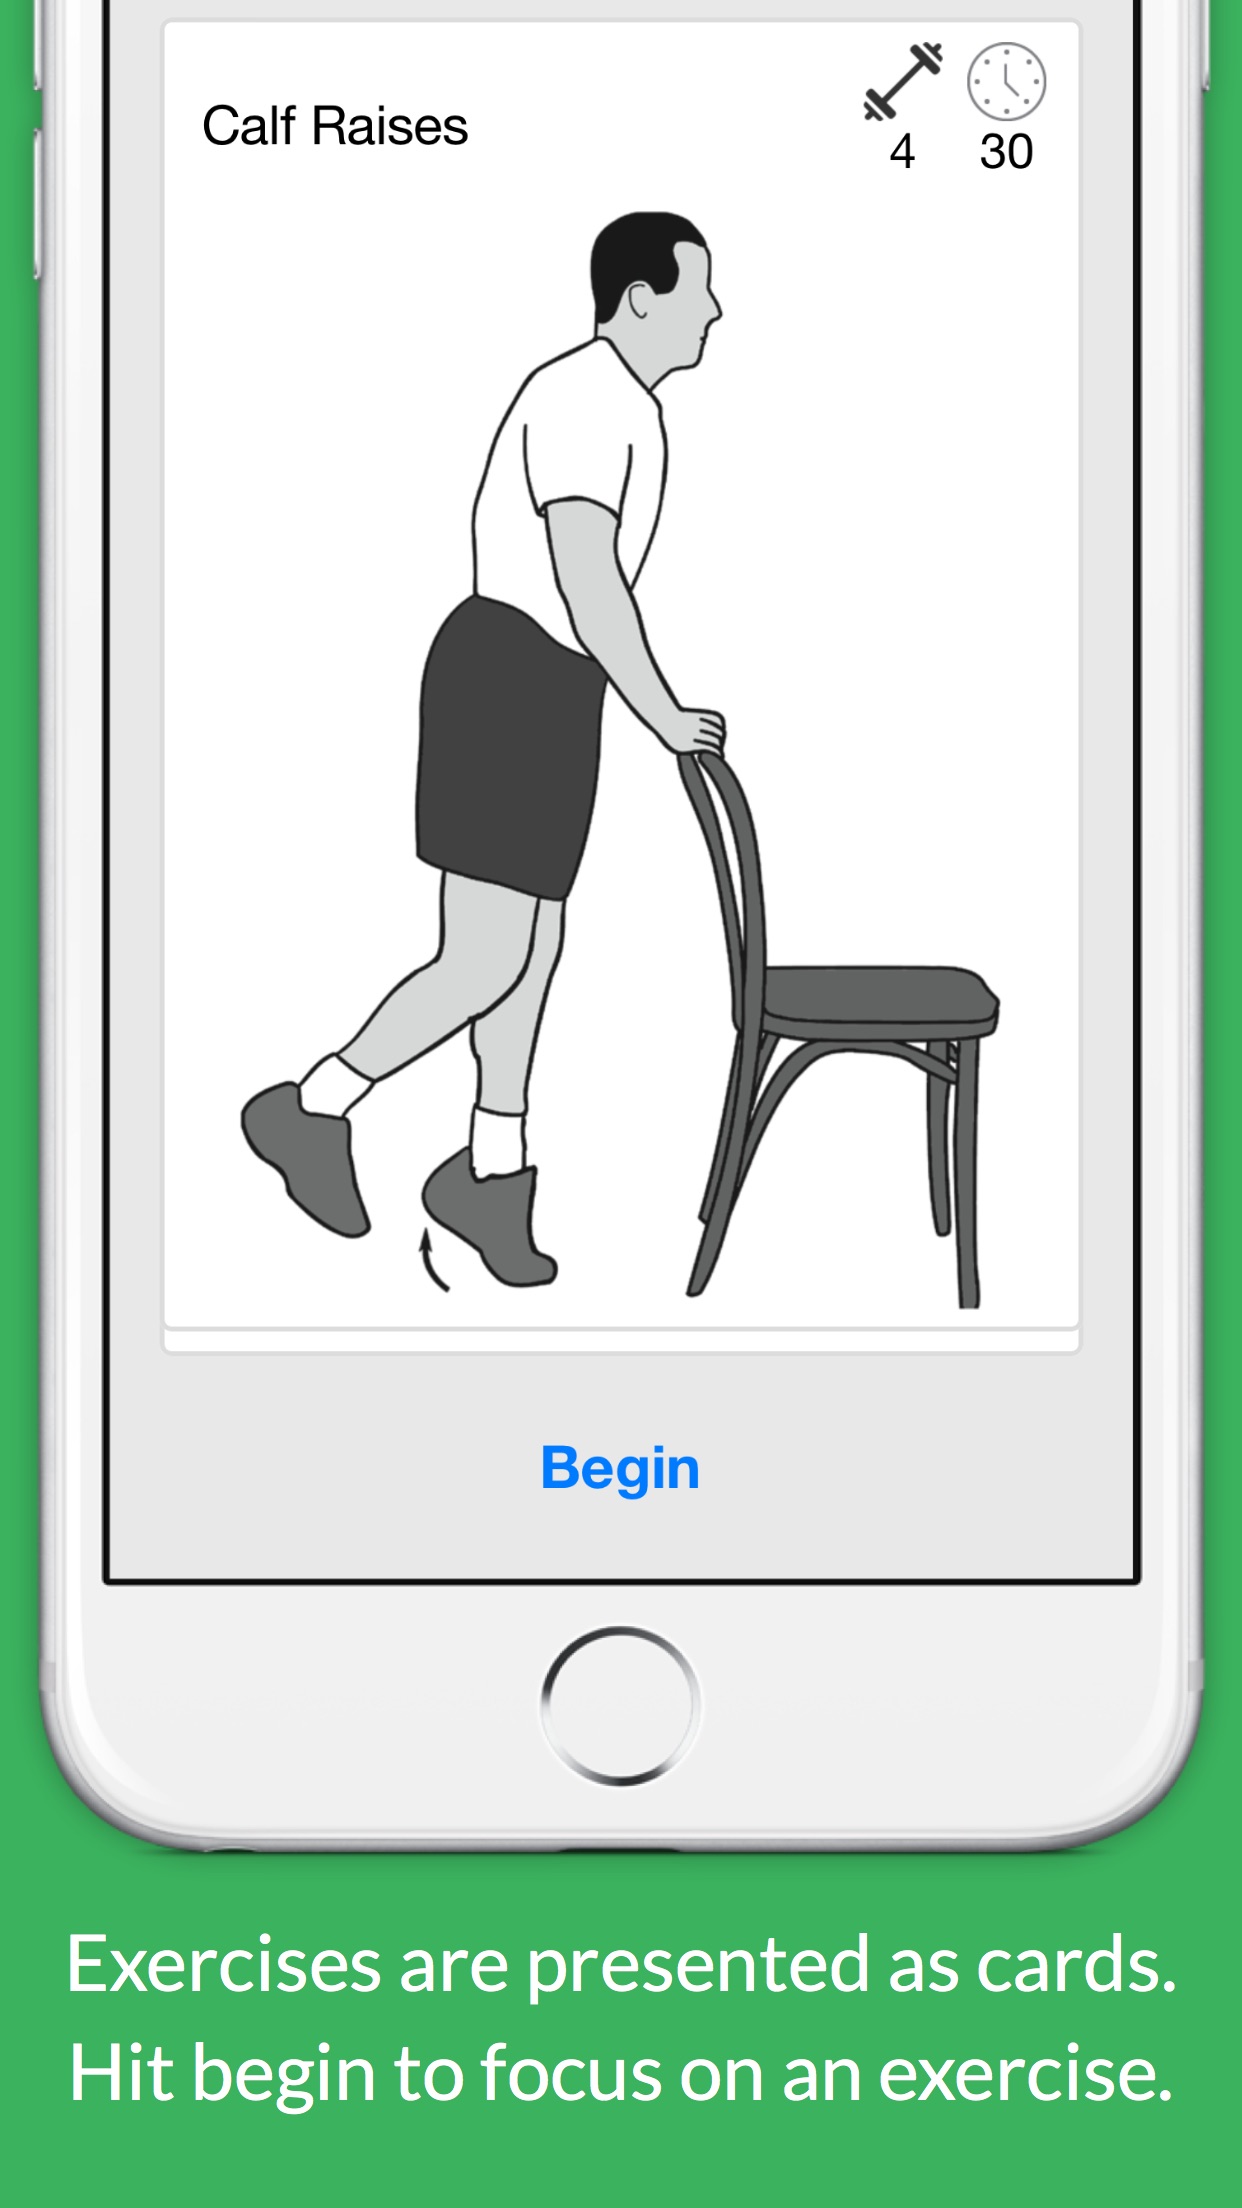 Calf Raises
4 30
Begin
Exercises are presented as cards.
Hit begin to focus on an exercise.